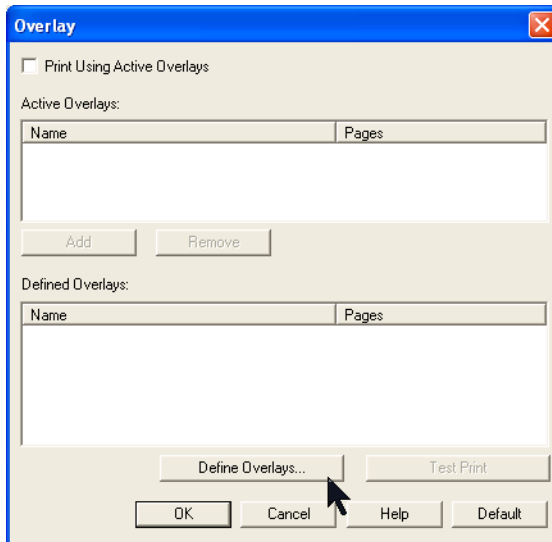 Overlay
Print Using Active Overlays
Active Overlays:
Name Pages
Add Remove
Defined Overlays:
Name Pages
Define Overlays... Test Print
OK Cancel Help Default